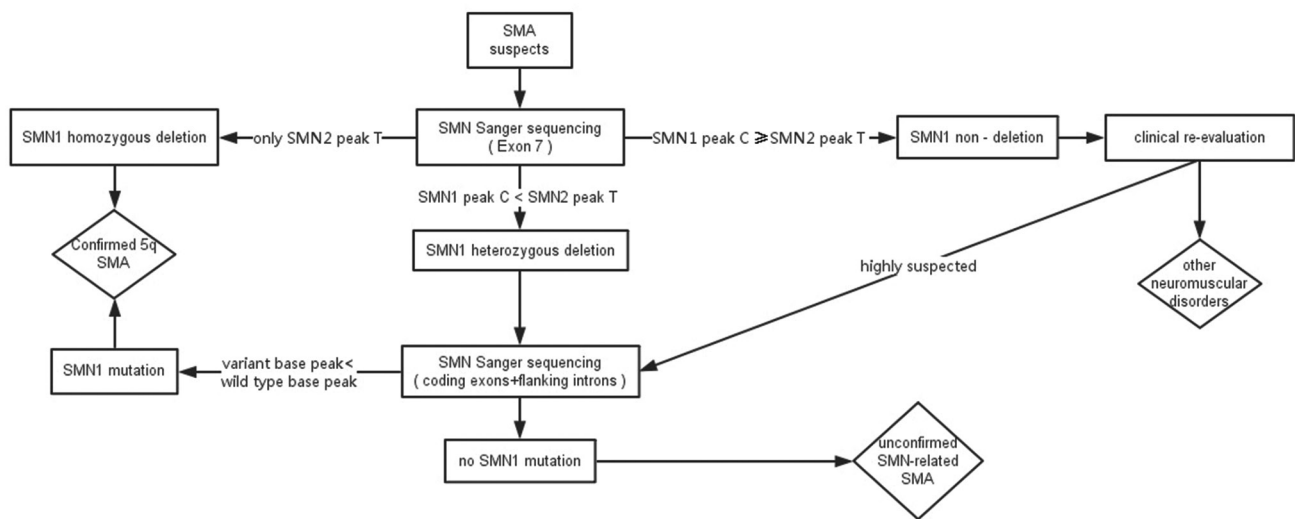 SMA
suspects
SMN1 homozygous deletion
only SMN2 peak T
SMN Sanger sequencing
( Exon 7 )
SMN1 peak C ⩾ SMN2 peak T
SMN1 non - deletion
clinical re-evaluation
SMN1 peak C < SMN2 peak T
Confirmed 5q
SMA
SMN1 heterozygous deletion
highly suspected
other
neuromuscular
disorders
SMN1 mutation
variant base peak<
wild type base peak
SMN Sanger sequencing
( coding exons+flanking introns )
no SMN1 mutation
unconfirmed
SMN-related
SMA